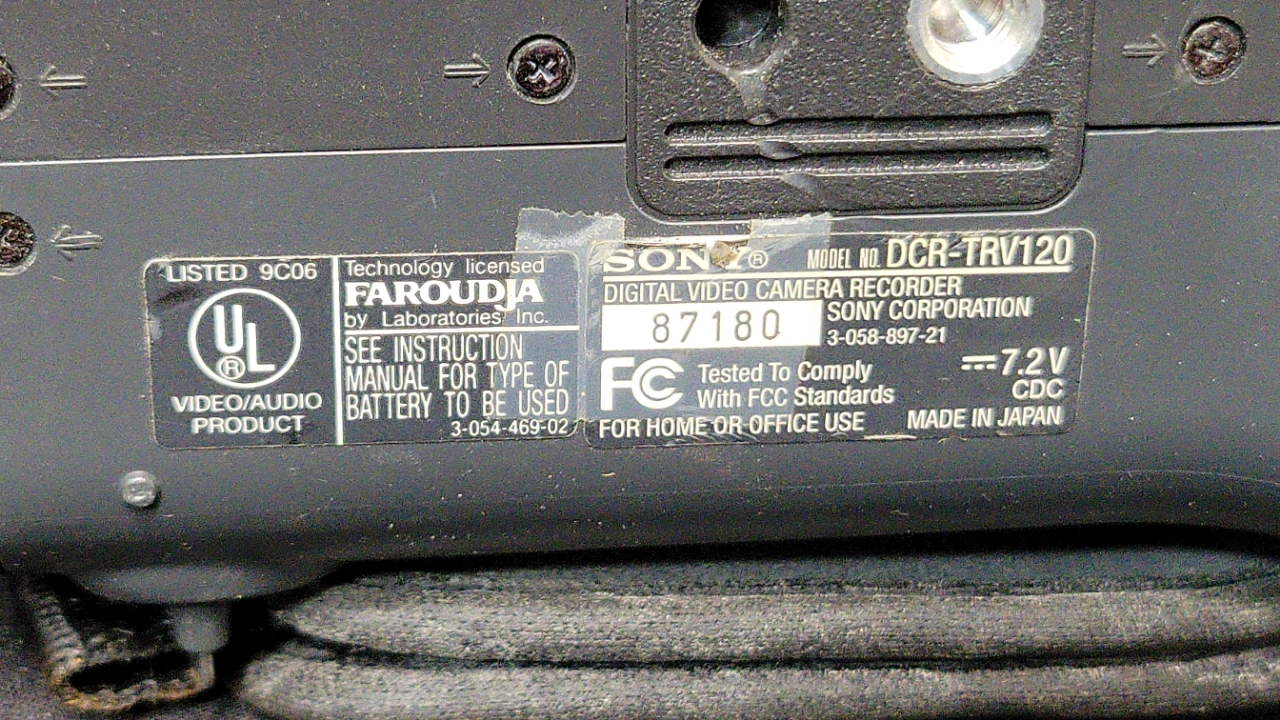 LISTED 9C06
UL®
VIDEO/AUDIO
PRODUCT
Technology licensed
FAROUDJA
by Laboratories Inc.
SEE INSTRUCTION
MANUAL FOR TYPE OF
BATTERY TO BE USED
3-054-469-02
SONY® MODEL NO. DCR-TRV120
DIGITAL VIDEO CAMERA RECORDER
87180 SONY CORPORATION
3-058-897-21
FC Tested To Comply
With FCC Standards
⎓7.2V
CDC
FOR HOME OR OFFICE USE MADE IN JAPAN